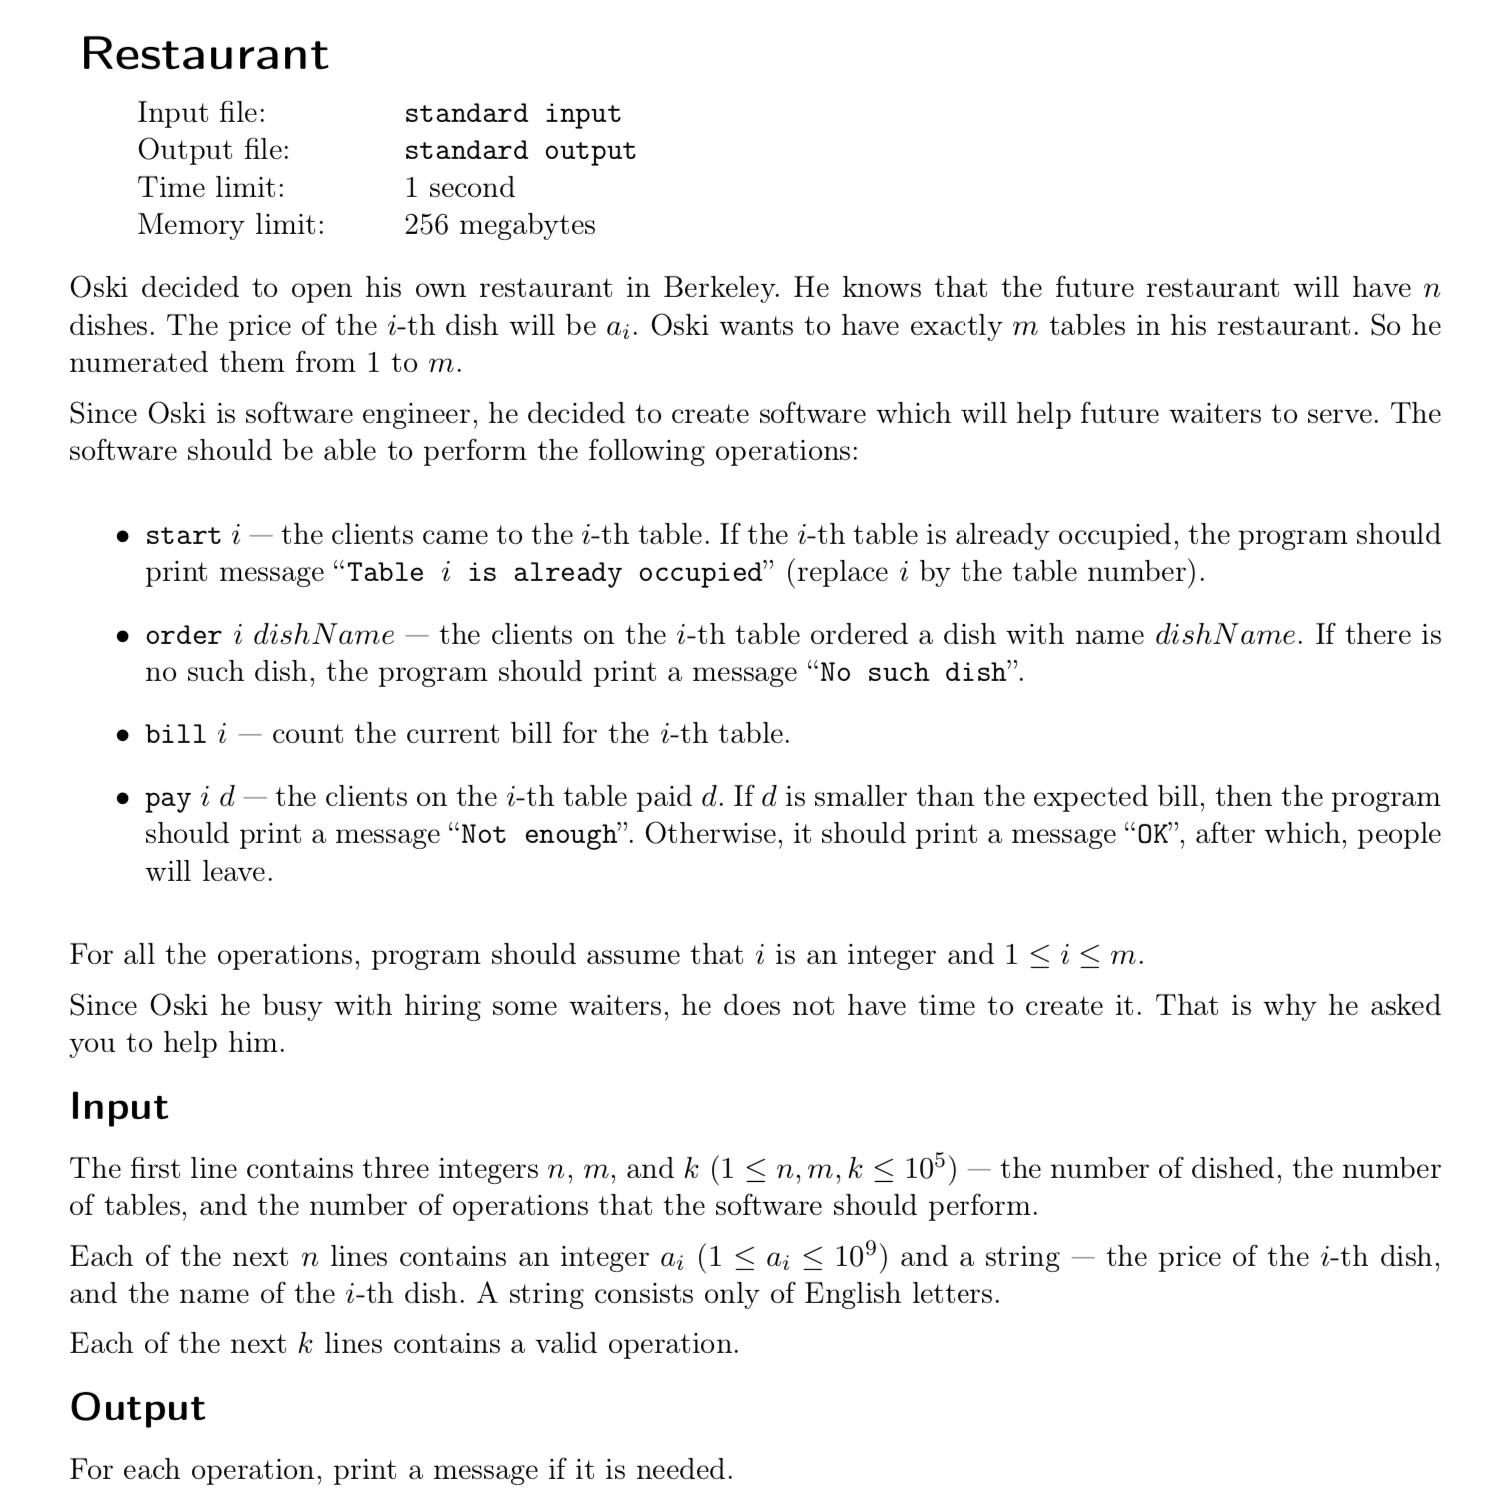 Restaurant
Input file: standard input
Output file: standard output
Time limit: 1 second
Memory limit: 256 megabytes
Oski decided to open his own restaurant in Berkeley. He knows that the future restaurant will have n
dishes. The price of the i-th dish will be aᵢ. Oski wants to have exactly m tables in his restaurant. So he
numerated them from 1 to m.
Since Oski is software engineer, he decided to create software which will help future waiters to serve. The
software should be able to perform the following operations:
• start i — the clients came to the i-th table. If the i-th table is already occupied, the program should
print message “Table i is already occupied” (replace i by the table number).
• order i dishName — the clients on the i-th table ordered a dish with name dishName. If there is
no such dish, the program should print a message “No such dish”.
• bill i — count the current bill for the i-th table.
• pay i d — the clients on the i-th table paid d. If d is smaller than the expected bill, then the program
should print a message “Not enough”. Otherwise, it should print a message “OK”, after which, people
will leave.
For all the operations, program should assume that i is an integer and 1 ≤ i ≤ m.
Since Oski he busy with hiring some waiters, he does not have time to create it. That is why he asked
you to help him.
Input
The first line contains three integers n, m, and k (1 ≤ n, m, k ≤ 10⁵) — the number of dished, the number
of tables, and the number of operations that the software should perform.
Each of the next n lines contains an integer aᵢ (1 ≤ aᵢ ≤ 10⁹) and a string — the price of the i-th dish,
and the name of the i-th dish. A string consists only of English letters.
Each of the next k lines contains a valid operation.
Output
For each operation, print a message if it is needed.